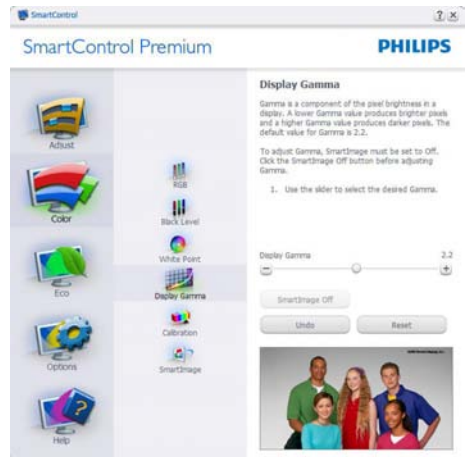 SmartControl
SmartControl Premium
PHILIPS
Adjust
Color
Eco
Options
Help
RGB
Black Level
White Point
Display Gamma
Calibration
SmartImage
Display Gamma
Gamma is a component of the pixel brightness in a
display. A lower Gamma value produces brighter pixels
and a higher Gamma value produces darker pixels. The
default value for Gamma is 2.2.
To adjust Gamma, SmartImage must be set to Off.
Click the SmartImage Off button before adjusting
Gamma.
1. Use the slider to select the desired Gamma.
Display Gamma 2.2
SmartImage Off
Undo Reset